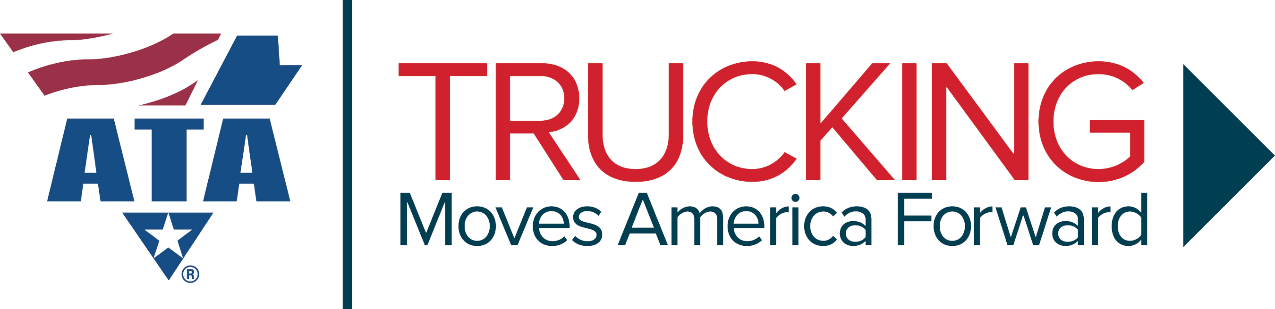 ATA
®
TRUCKING
Moves America Forward